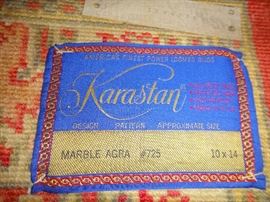 AMERICA'S FINEST POWER LOOMED RUGS
Karastan
DESIGN PATTERN APPROXIMATE SIZE
MARBLE AGRA #725 10 x 14